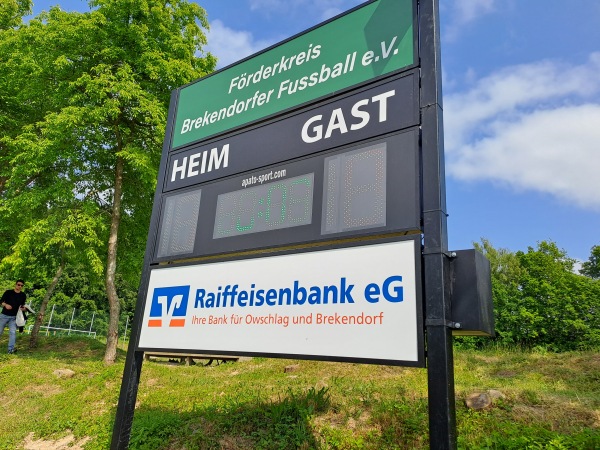 Förderkreis
Brekendorfer Fussball e.V.
HEIM GAST
apato-sport.com
Raiffeisenbank eG
Ihre Bank für Owschlag und Brekendorf